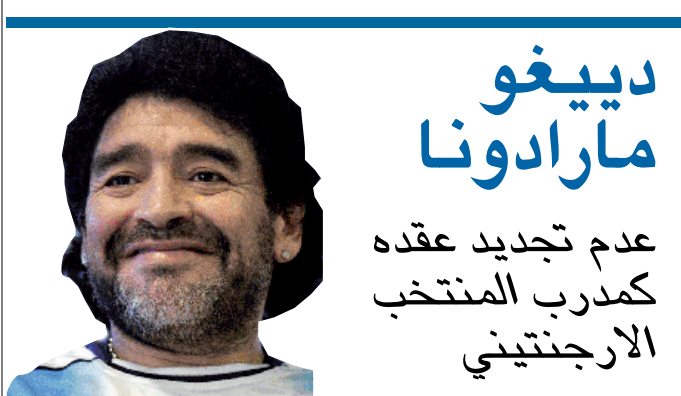 دييغو
مارادونا
عدم تجديد عقده
كمدرب المنتخب
الارجنتيني